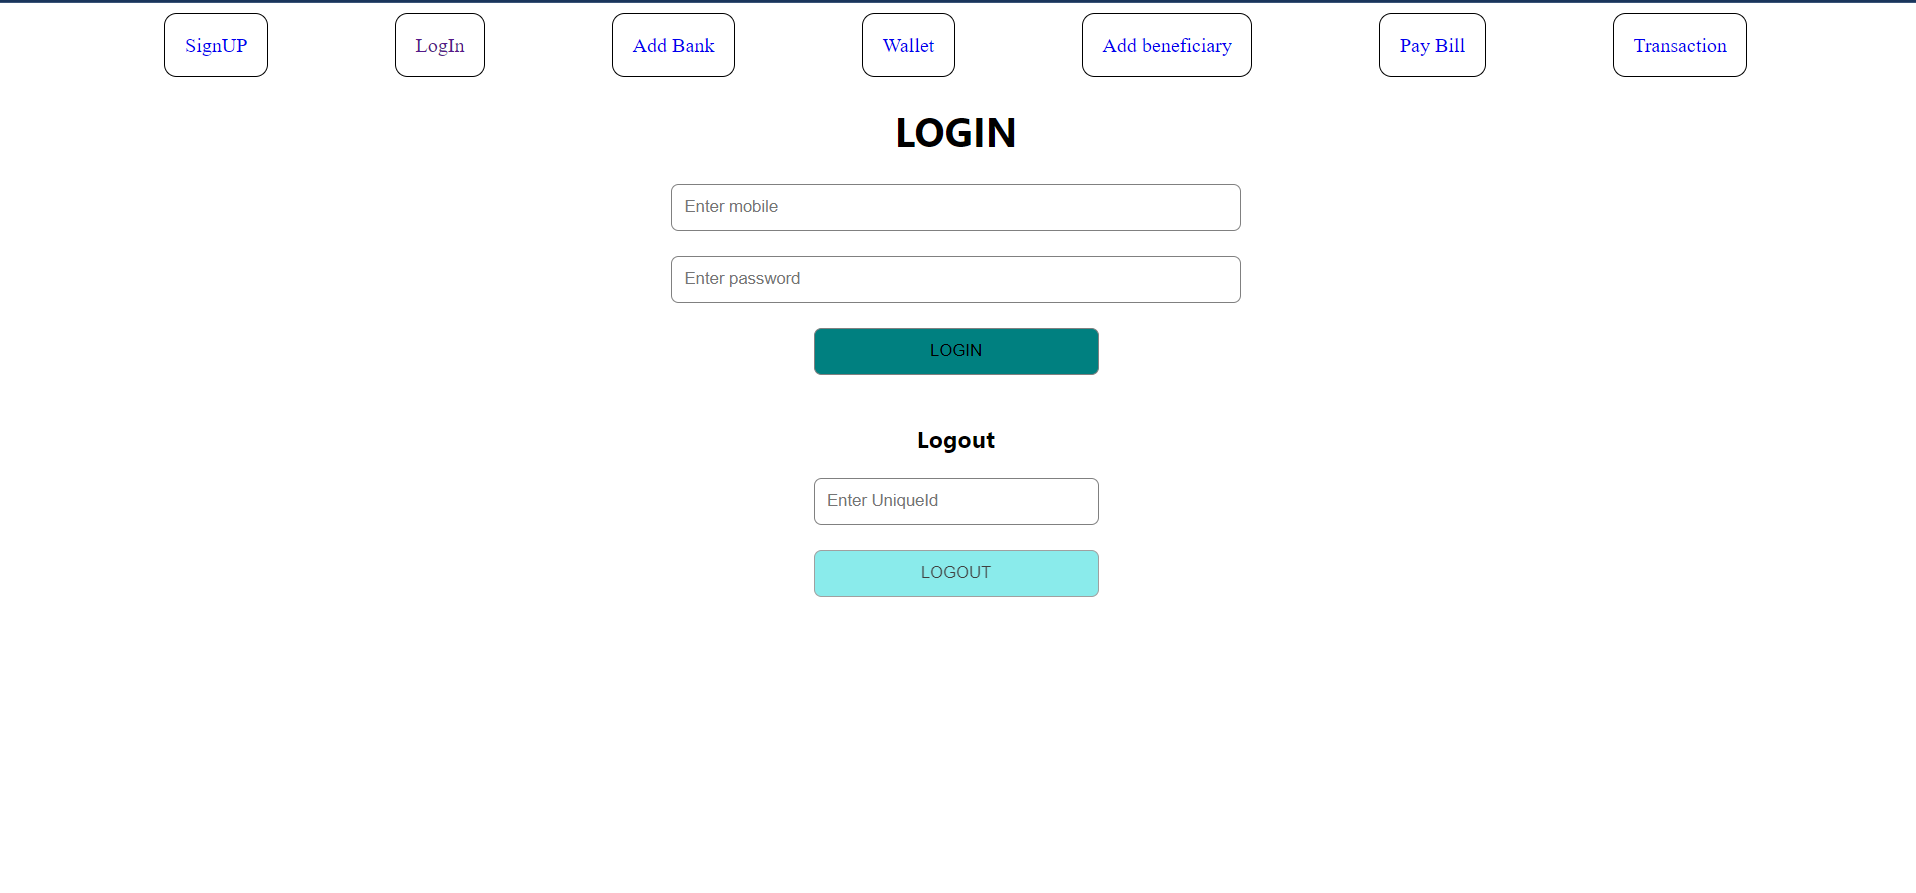 SignUP LogIn Add Bank Wallet Add beneficiary Pay Bill Transaction
LOGIN
Enter mobile
Enter password
LOGIN
Logout
Enter UniqueId
LOGOUT